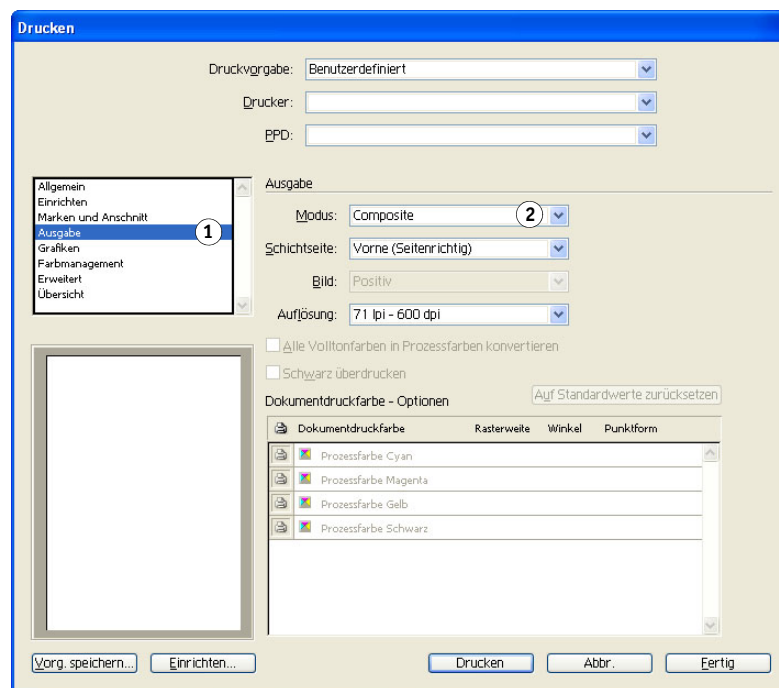 Drucken
Druckvorgabe: Benutzerdefiniert
Drucker:
PPD:
Allgemein
Einrichten
Marken und Anschnitt
Ausgabe 1
Grafiken
Farbmanagement
Erweitert
Übersicht
Ausgabe
Modus: Composite 2
Schichtseite: Vorne (Seitenrichtig)
Bild: Positiv
Auflösung: 71 lpi - 600 dpi
Alle Volltonfarben in Prozessfarben konvertieren
Schwarz überdrucken
Auf Standardwerte zurücksetzen
Dokumentdruckfarbe - Optionen
Dokumentdruckfarbe Rasterweite Winkel Punktform
Prozessfarbe Cyan
Prozessfarbe Magenta
Prozessfarbe Gelb
Prozessfarbe Schwarz
Vorg. speichern... Einrichten... Drucken Abbr. Fertig